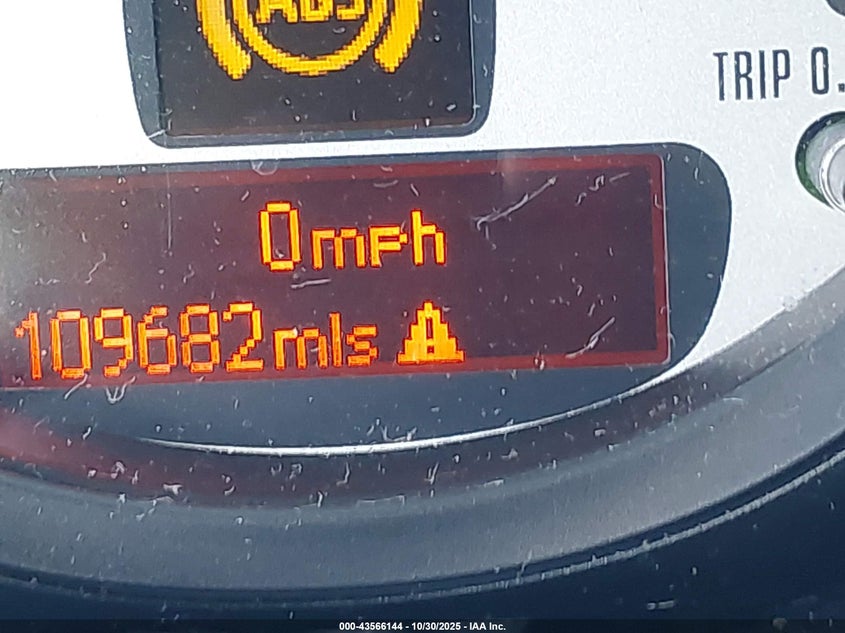 ABS
TRIP 0.
0mph
109682mls
000-43566144 - 10/30/2025 - IAA Inc.